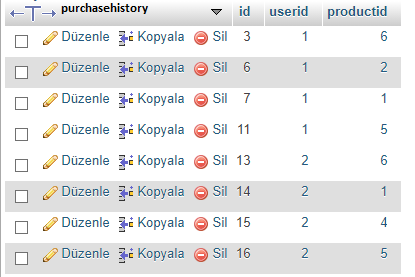 purchasehistory id userid productid
Düzenle Kopyala Sil 3 1 6
Düzenle Kopyala Sil 6 1 2
Düzenle Kopyala Sil 7 1 1
Düzenle Kopyala Sil 11 1 5
Düzenle Kopyala Sil 13 2 6
Düzenle Kopyala Sil 14 2 1
Düzenle Kopyala Sil 15 2 4
Düzenle Kopyala Sil 16 2 5